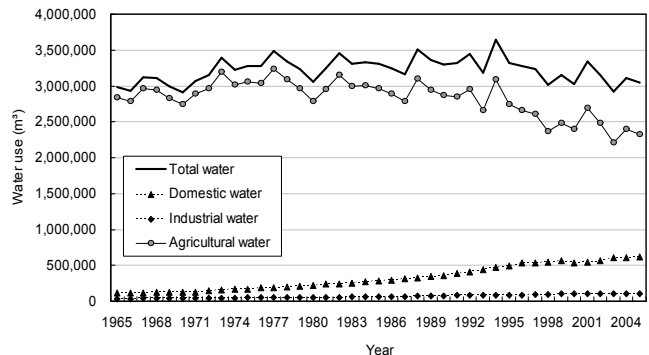 4,000,000
3,500,000
3,000,000
2,500,000
2,000,000
1,500,000
1,000,000
500,000
0
Water use (m³)
Total water
Domestic water
Industrial water
Agricultural water
1965 1968 1971 1974 1977 1980 1983 1986 1989 1992 1995 1998 2001 2004
Year